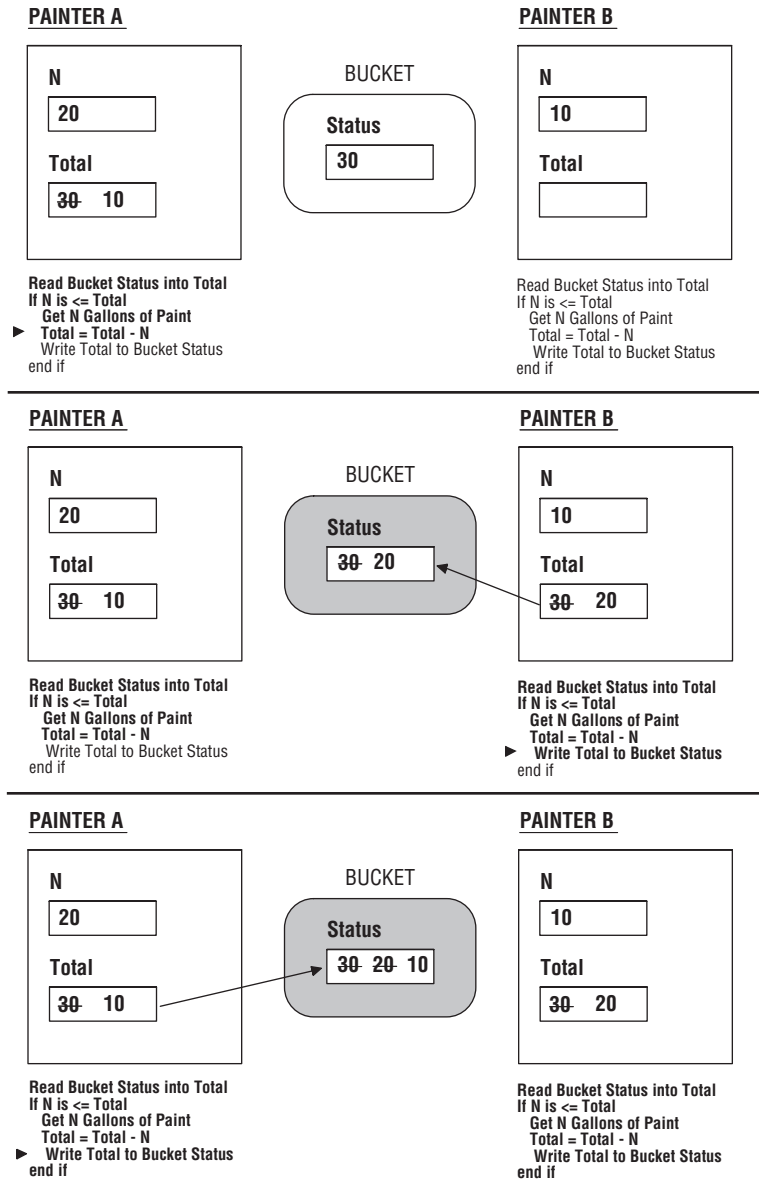 PAINTER A
PAINTER B
BUCKET
N
20
Total
30 10
Status
30
N
10
Total
Read Bucket Status into Total
If N is <= Total
Get N Gallons of Paint
Total = Total - N
Write Total to Bucket Status
end if
Read Bucket Status into Total
If N is <= Total
Get N Gallons of Paint
Total = Total - N
Write Total to Bucket Status
end if
PAINTER A
PAINTER B
BUCKET
N
20
Total
30 10
Status
30 20
N
10
Total
30 20
Read Bucket Status into Total
If N is <= Total
Get N Gallons of Paint
Total = Total - N
Write Total to Bucket Status
end if
Read Bucket Status into Total
If N is <= Total
Get N Gallons of Paint
Total = Total - N
Write Total to Bucket Status
end if
PAINTER A
PAINTER B
BUCKET
N
20
Total
30 10
Status
30 20 10
N
10
Total
30 20
Read Bucket Status into Total
If N is <= Total
Get N Gallons of Paint
Total = Total - N
Write Total to Bucket Status
end if
Read Bucket Status into Total
If N is <= Total
Get N Gallons of Paint
Total = Total - N
Write Total to Bucket Status
end if